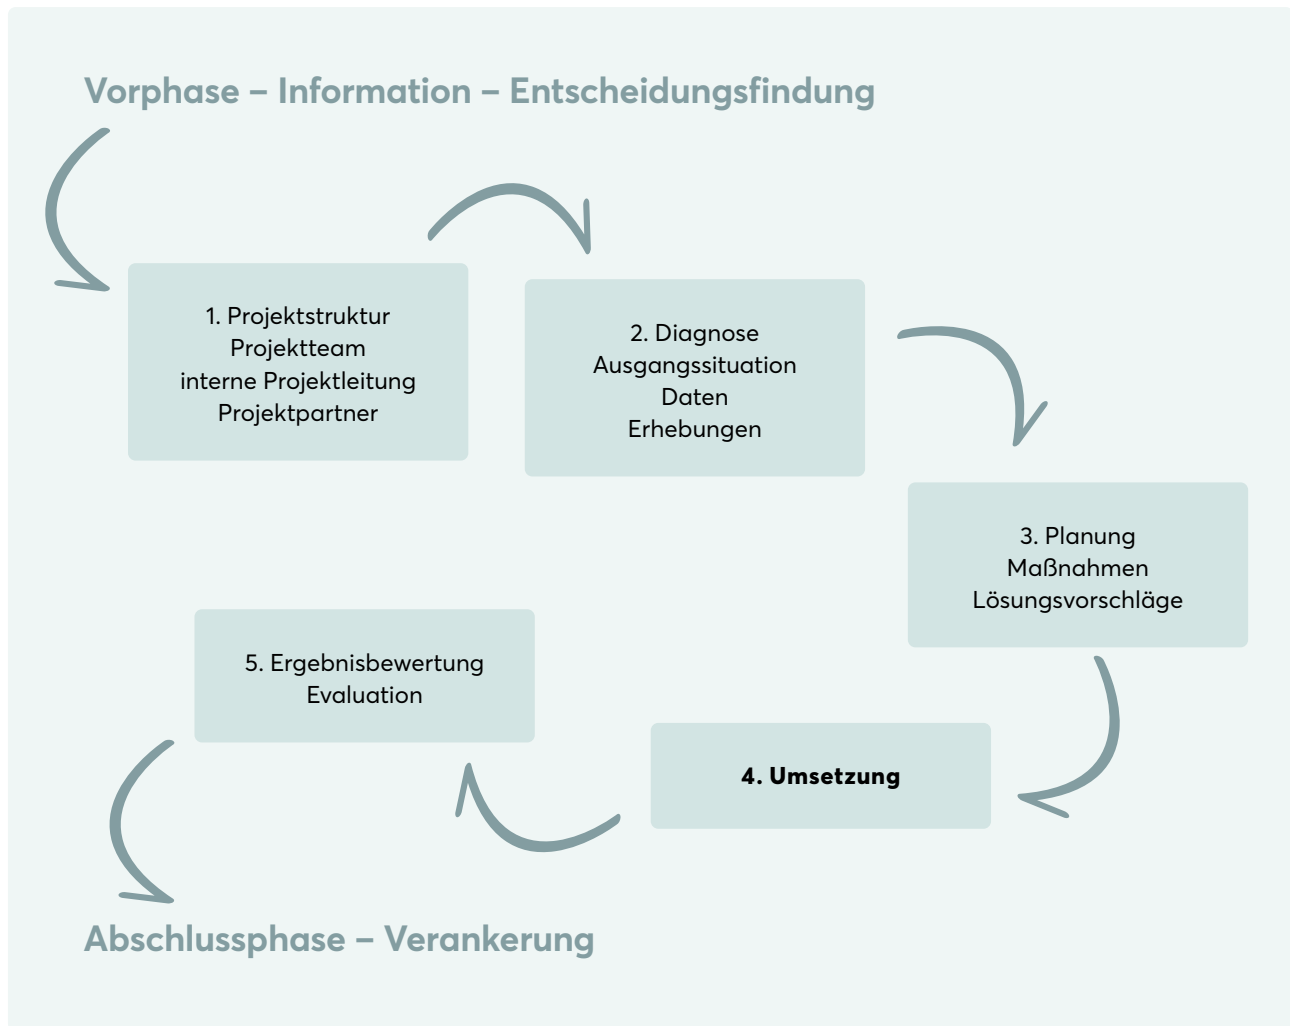 Vorphase – Information – Entscheidungsfindung
1. Projektstruktur
Projektteam
interne Projektleitung
Projektpartner
2. Diagnose
Ausgangssituation
Daten
Erhebungen
3. Planung
Maßnahmen
Lösungsvorschläge
4. Umsetzung
5. Ergebnisbewertung
Evaluation
Abschlussphase – Verankerung